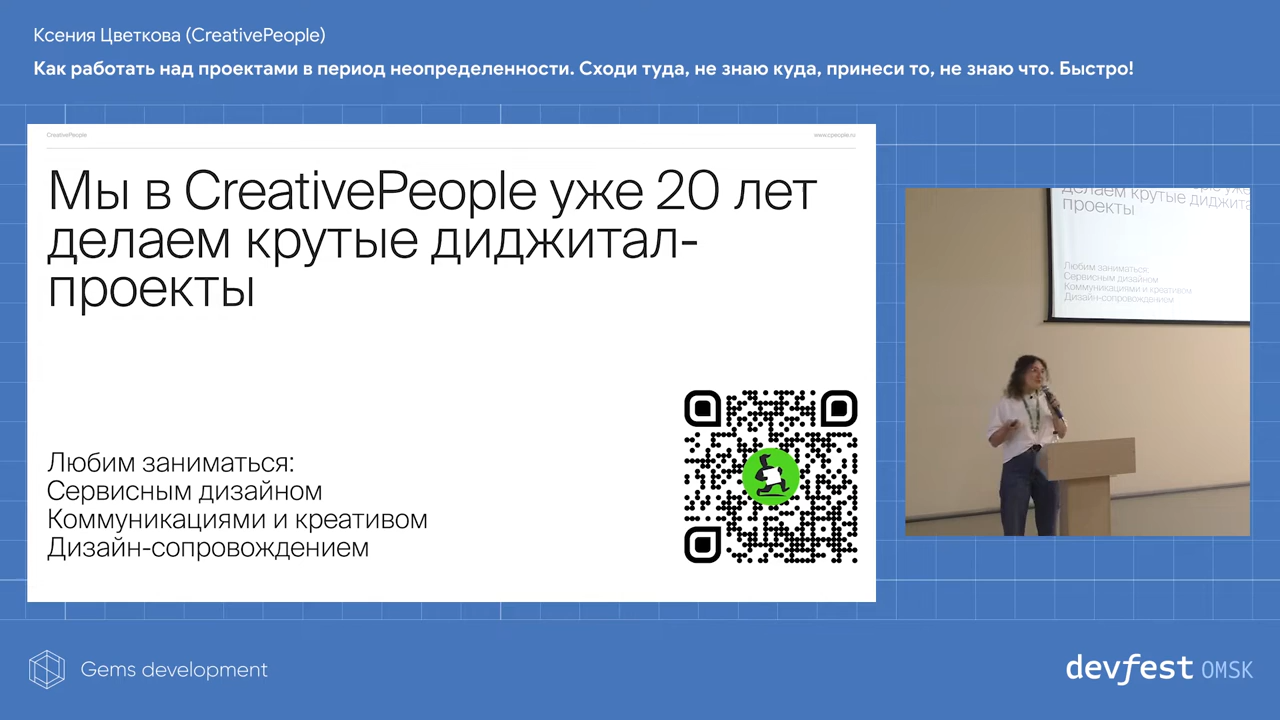 Ксения Цветкова (CreativePeople)
Как работать над проектами в период неопределенности. Сходи туда, не знаю куда, принеси то, не знаю что. Быстро!
CreativePeople
www.cpeople.ru
Мы в CreativePeople уже 20 лет
делаем крутые диджитал-
проекты
Любим заниматься:
Сервисным дизайном
Коммуникациями и креативом
Дизайн-сопровождением
делаем крутые диджита
проекты
Любим заниматься:
Сервисным дизайном
Коммуникациями и креативом
Дизайн-сопровождением
Gems development
devfest OMSK